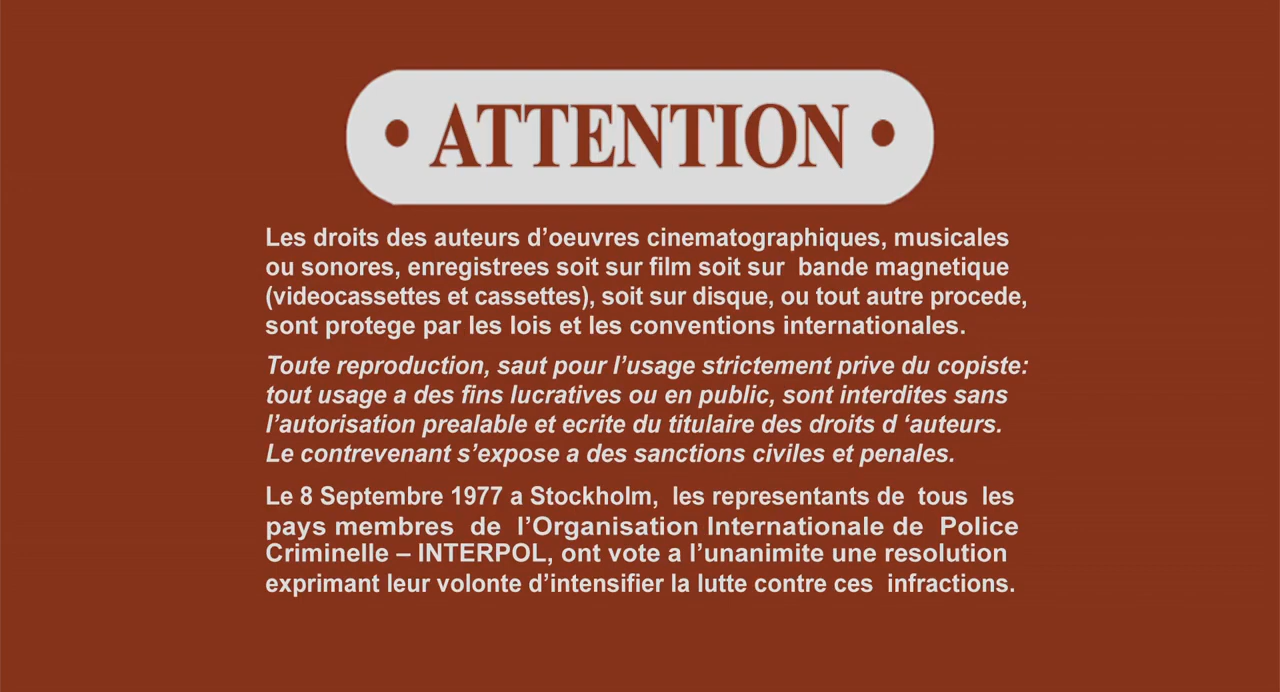 • ATTENTION •
Les droits des auteurs d’oeuvres cinematographiques, musicales
ou sonores, enregistrees soit sur film soit sur bande magnetique
(videocassettes et cassettes), soit sur disque, ou tout autre procede,
sont protege par les lois et les conventions internationales.
Toute reproduction, saut pour l’usage strictement prive du copiste:
tout usage a des fins lucratives ou en public, sont interdites sans
l’autorisation prealable et ecrite du titulaire des droits d ‘auteurs.
Le contrevenant s’expose a des sanctions civiles et penales.
Le 8 Septembre 1977 a Stockholm, les representants de tous les
pays membres de l’Organisation Internationale de Police
Criminelle – INTERPOL, ont vote a l’unanimite une resolution
exprimant leur volonte d’intensifier la lutte contre ces infractions.